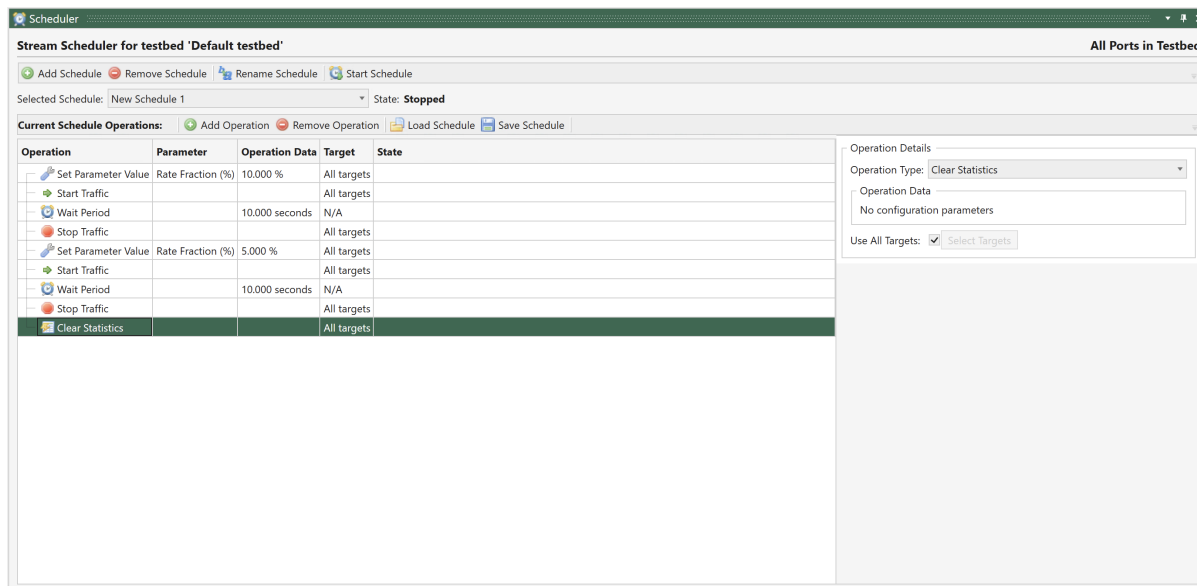 Scheduler
Stream Scheduler for testbed 'Default testbed' All Ports in Testbed
Add Schedule Remove Schedule Rename Schedule Start Schedule
Selected Schedule: New Schedule 1 State: Stopped
Current Schedule Operations: Add Operation Remove Operation Load Schedule Save Schedule
Operation Parameter Operation Data Target State
Set Parameter Value Rate Fraction (%) 10.000 % All targets
Start Traffic All targets
Wait Period 10.000 seconds N/A
Stop Traffic All targets
Set Parameter Value Rate Fraction (%) 5.000 % All targets
Start Traffic All targets
Wait Period 10.000 seconds N/A
Stop Traffic All targets
Clear Statistics All targets
Operation Details
Operation Type: Clear Statistics
Operation Data
No configuration parameters
Use All Targets: Select Targets